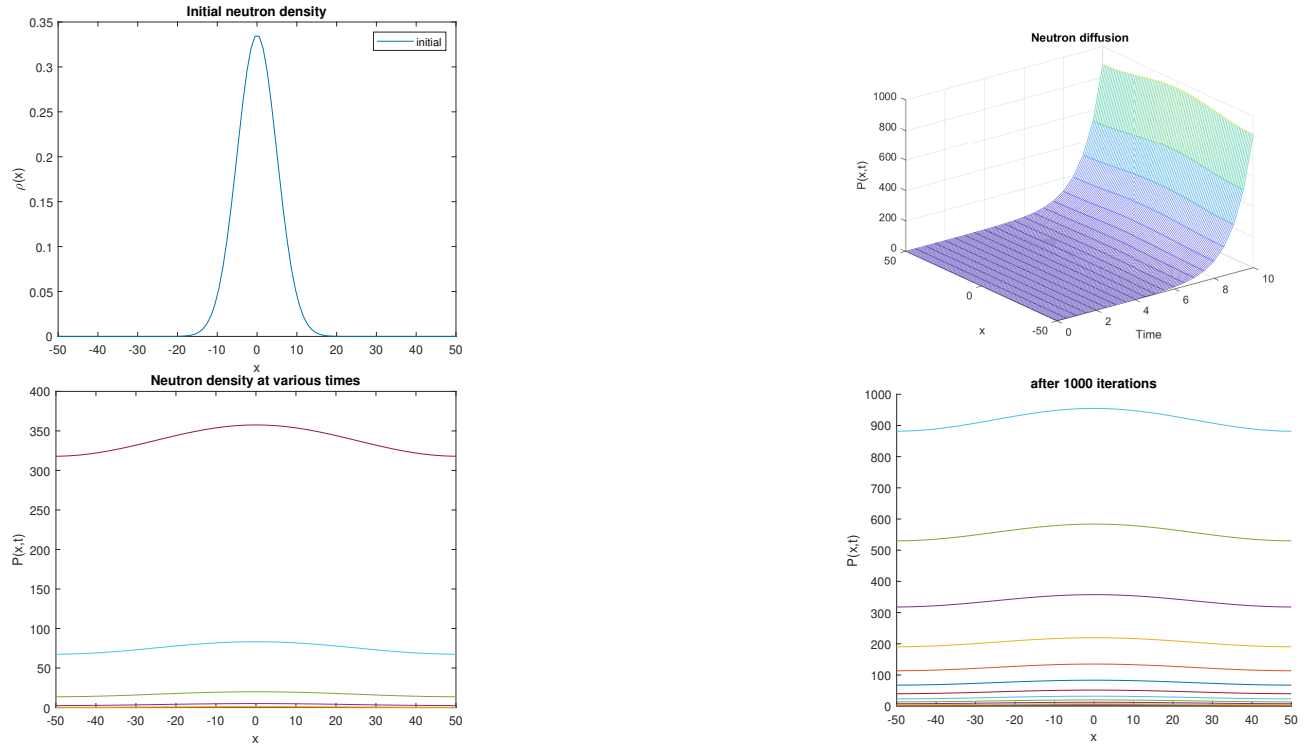 Initial neutron density
0.35
0.3
0.25
0.2
0.15
0.1
0.05
0
ρ(x)
initial
-50 -40 -30 -20 -10 0 10 20 30 40 50
x
Neutron diffusion
1000
800
600
400
200
0
P(x,t)
50
0
-50
x
0
2
4
6
8
10
Time
Neutron density at various times
400
350
300
250
200
150
100
50
0
P(x,t)
-50 -40 -30 -20 -10 0 10 20 30 40 50
x
after 1000 iterations
1000
900
800
700
600
500
400
300
200
100
0
P(x,t)
-50 -40 -30 -20 -10 0 10 20 30 40 50
x